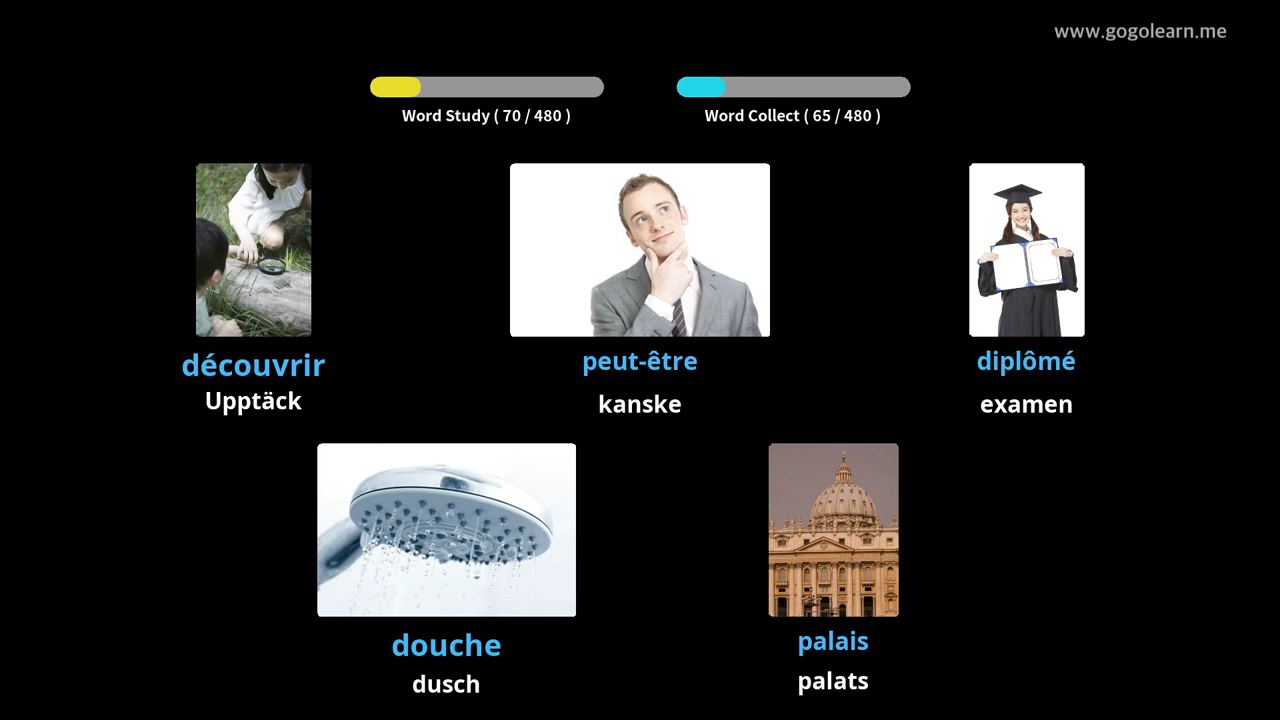 www.gogolearn.me
Word Study ( 70 / 480 )
Word Collect ( 65 / 480 )
découvrir
Upptäck
peut-être
kanske
diplômé
examen
douche
dusch
palais
palats